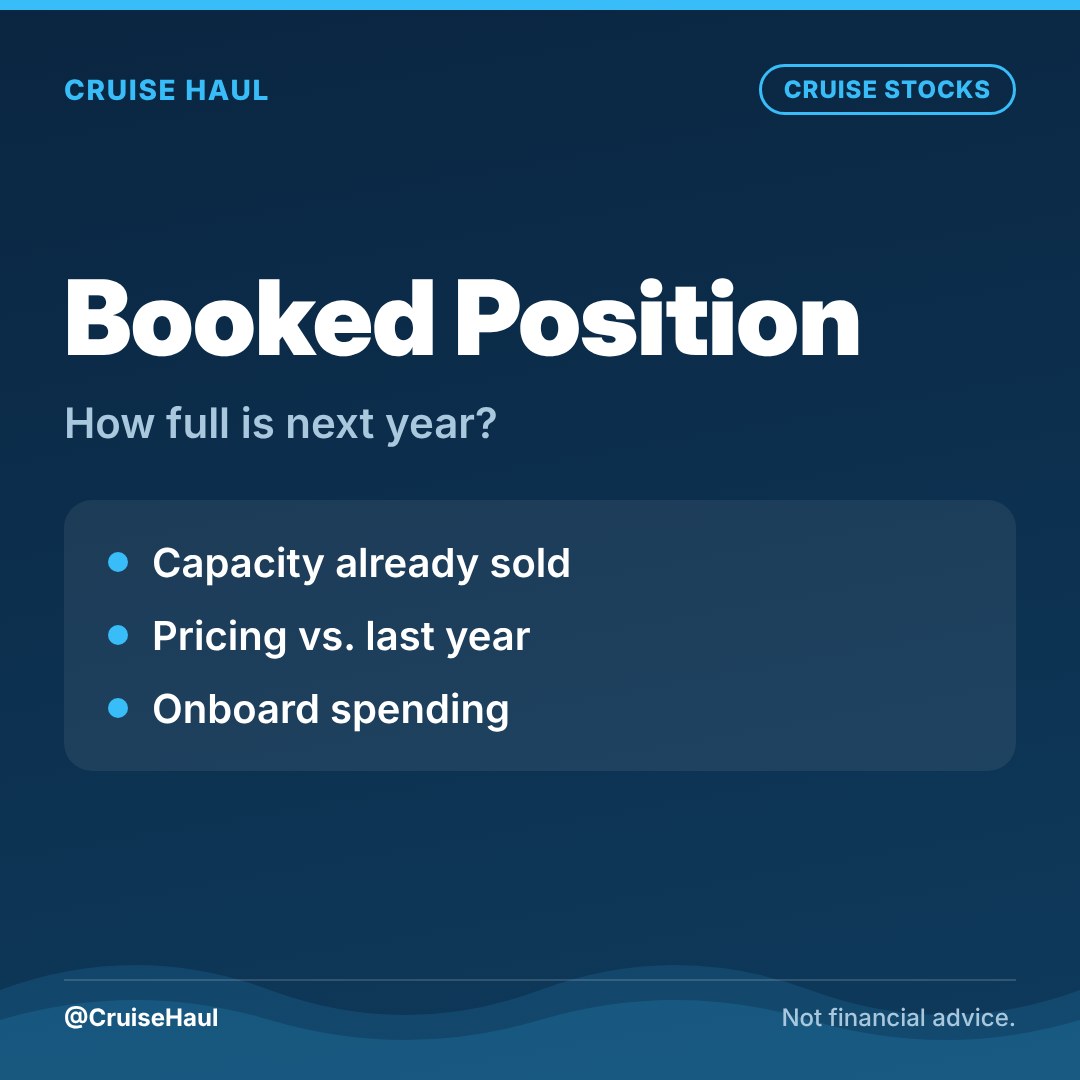 CRUISE HAUL
CRUISE STOCKS
Booked Position
How full is next year?
Capacity already sold
Pricing vs. last year
Onboard spending
@CruiseHaul
Not financial advice.